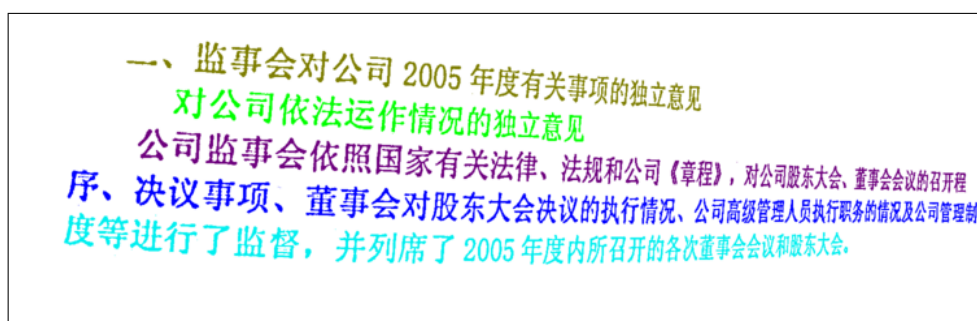 二、监事会对公司 2005 年度有关事项的独立意见
对公司依法运作情况的独立意见
公司监事会依照国家有关法律、法规和公司《章程》，对公司股东大会、董事会会议的召开程
序、决议事项、董事会对股东大会决议的执行情况、公司高级管理人员执行职务的情况及公司管理制
度等进行了监督，并列席了 2005 年度内所召开的各次董事会会议和股东大会。